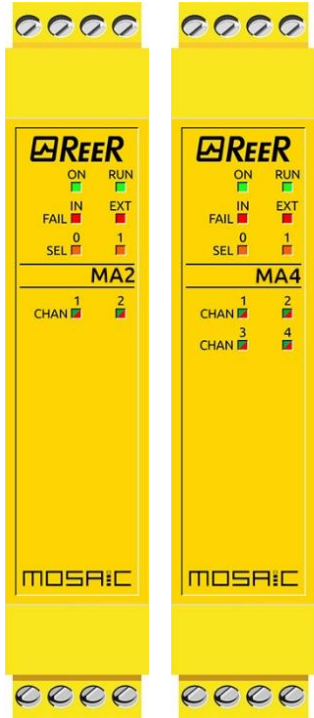 ReeR
ON RUN
IN EXT
FAIL
0 1
SEL
MA2
1 2
CHAN
MOSAIC
ReeR
ON RUN
IN EXT
FAIL
0 1
SEL
MA4
1 2
CHAN
3 4
CHAN
MOSAIC